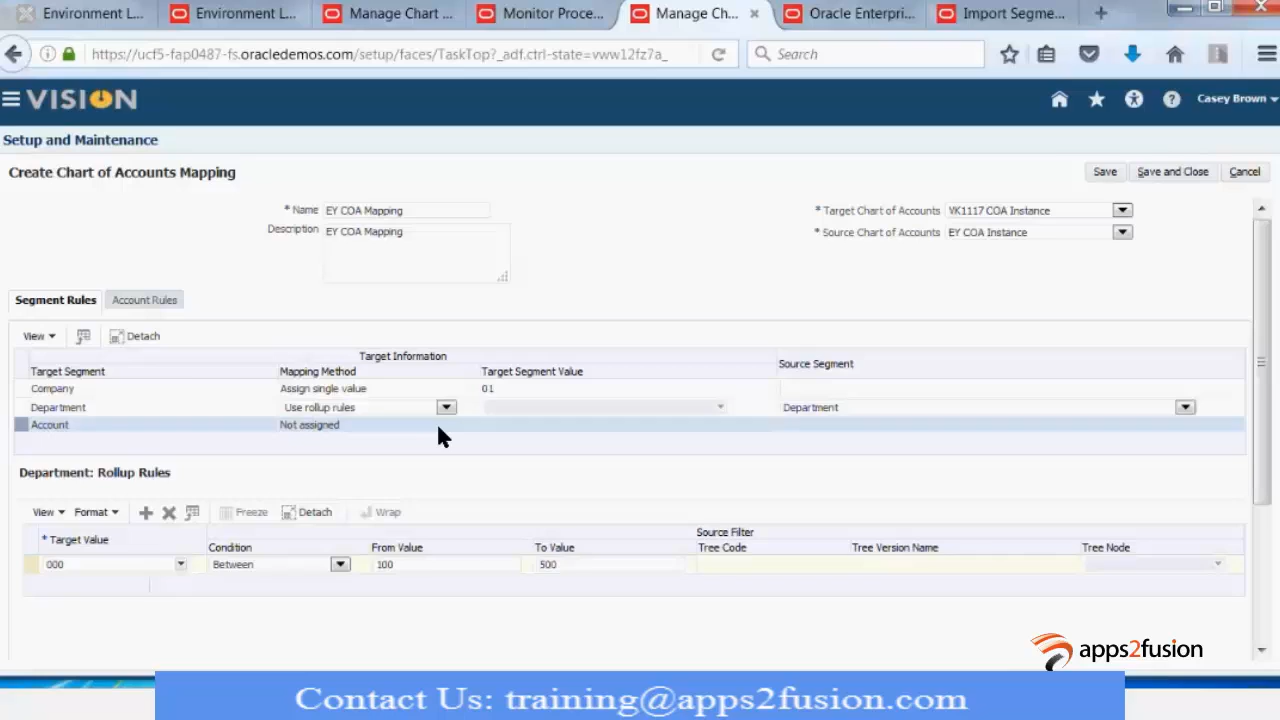 Environment L... Environment L... Manage Chart ... Monitor Proce... Manage Ch... Oracle Enterpri... Import Segme...
https://ucf5-fap0487-fs.oracledemos.com/setup/faces/TaskTop?_adf.ctrl-state=vww12fz7a_ Search
VISION Casey Brown
Setup and Maintenance
Create Chart of Accounts Mapping Save Save and Close Cancel
* Name EY COA Mapping * Target Chart of Accounts VK1117 COA Instance
Description EY COA Mapping * Source Chart of Accounts EY COA Instance
Segment Rules Account Rules
View Detach
Target Information
Target Segment Mapping Method Target Segment Value Source Segment
Company Assign single value 01
Department Use rollup rules Department
Account Not assigned
Department: Rollup Rules
View Format Freeze Detach Wrap
* Target Value Source Filter
Condition From Value To Value Tree Code Tree Version Name Tree Node
000 Between 100 500
apps2fusion
Contact Us: training@apps2fusion.com